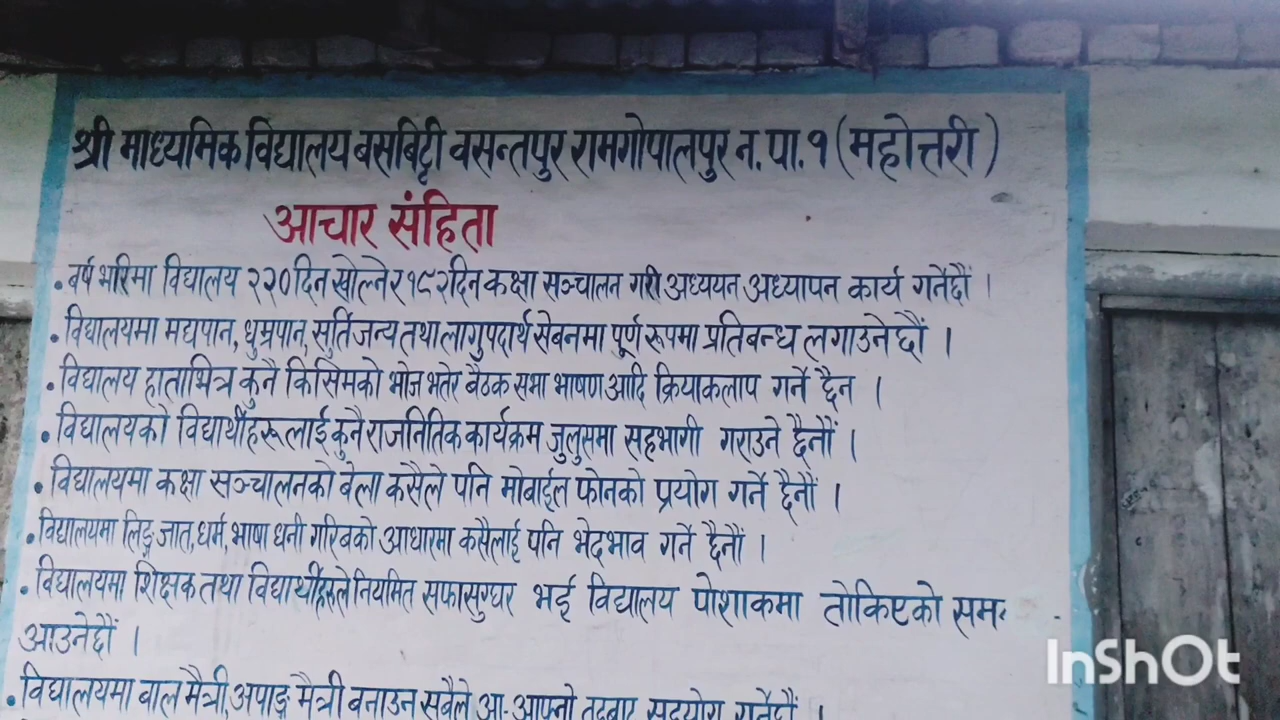 श्री माध्यमिक विद्यालय बसबिट्टी वसन्तपुर रामगोपालपुर न.पा. १ (महोत्तरी)
आचार संहिता
• वर्ष भरिमा विद्यालय २२० दिन खोल्ने र १९२ दिन कक्षा सञ्चालन गरी अध्ययन अध्यापन कार्य गर्नेछौं ।
• विद्यालयमा मद्यपान, धुम्रपान, सुर्तिजन्य तथा लागुपदार्थ सेबनमा पूर्ण रूपमा प्रतिबन्ध लगाउनेछौं ।
• विद्यालय हाताभित्र कुनै किसिमको भोज भतेर बैठक सभा भाषण आदि क्रियाकलाप गर्ने छैन ।
• विद्यालयको विद्यार्थीहरूलाई कुनै राजनितिक कार्यक्रम जुलुसमा सहभागी गराउने छैनौं ।
• विद्यालयमा कक्षा सञ्चालनको बेला कसैले पनि मोबाईल फोनको प्रयोग गर्ने छैनौं ।
• विद्यालयमा लिङ्ग, जात, धर्म, भाषा धनी गरिबको आधारमा कसैलाई पनि भेदभाव गर्ने छैनौं ।
• विद्यालयमा शिक्षक तथा विद्यार्थीहरूले नियमित सफासुग्घर भई विद्यालय पोशाकमा तोकिएको सम-
आउनेछौं ।
• विद्यालयमा बाल मैत्री, अपाङ्ग मैत्री बनाउन सबैले आ-आफ्नो सहयोग गर्नेछौं ।
InShOt